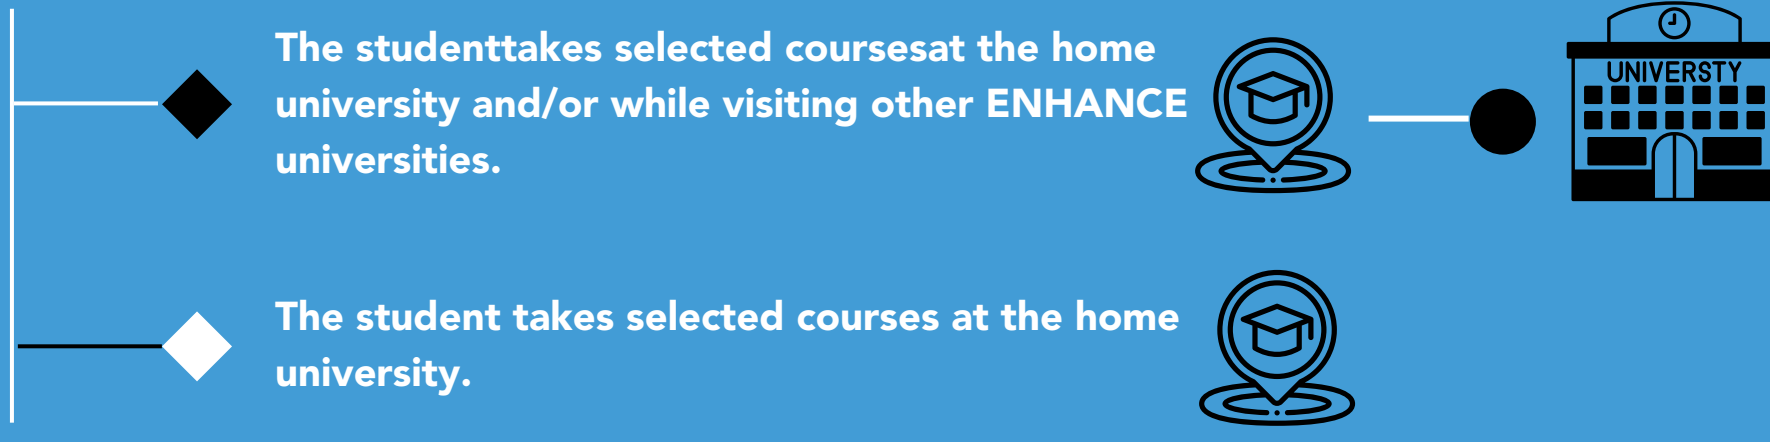 The studenttakes selected coursesat the home
university and/or while visiting other ENHANCE
universities.
UNIVERSTY
The student takes selected courses at the home
university.